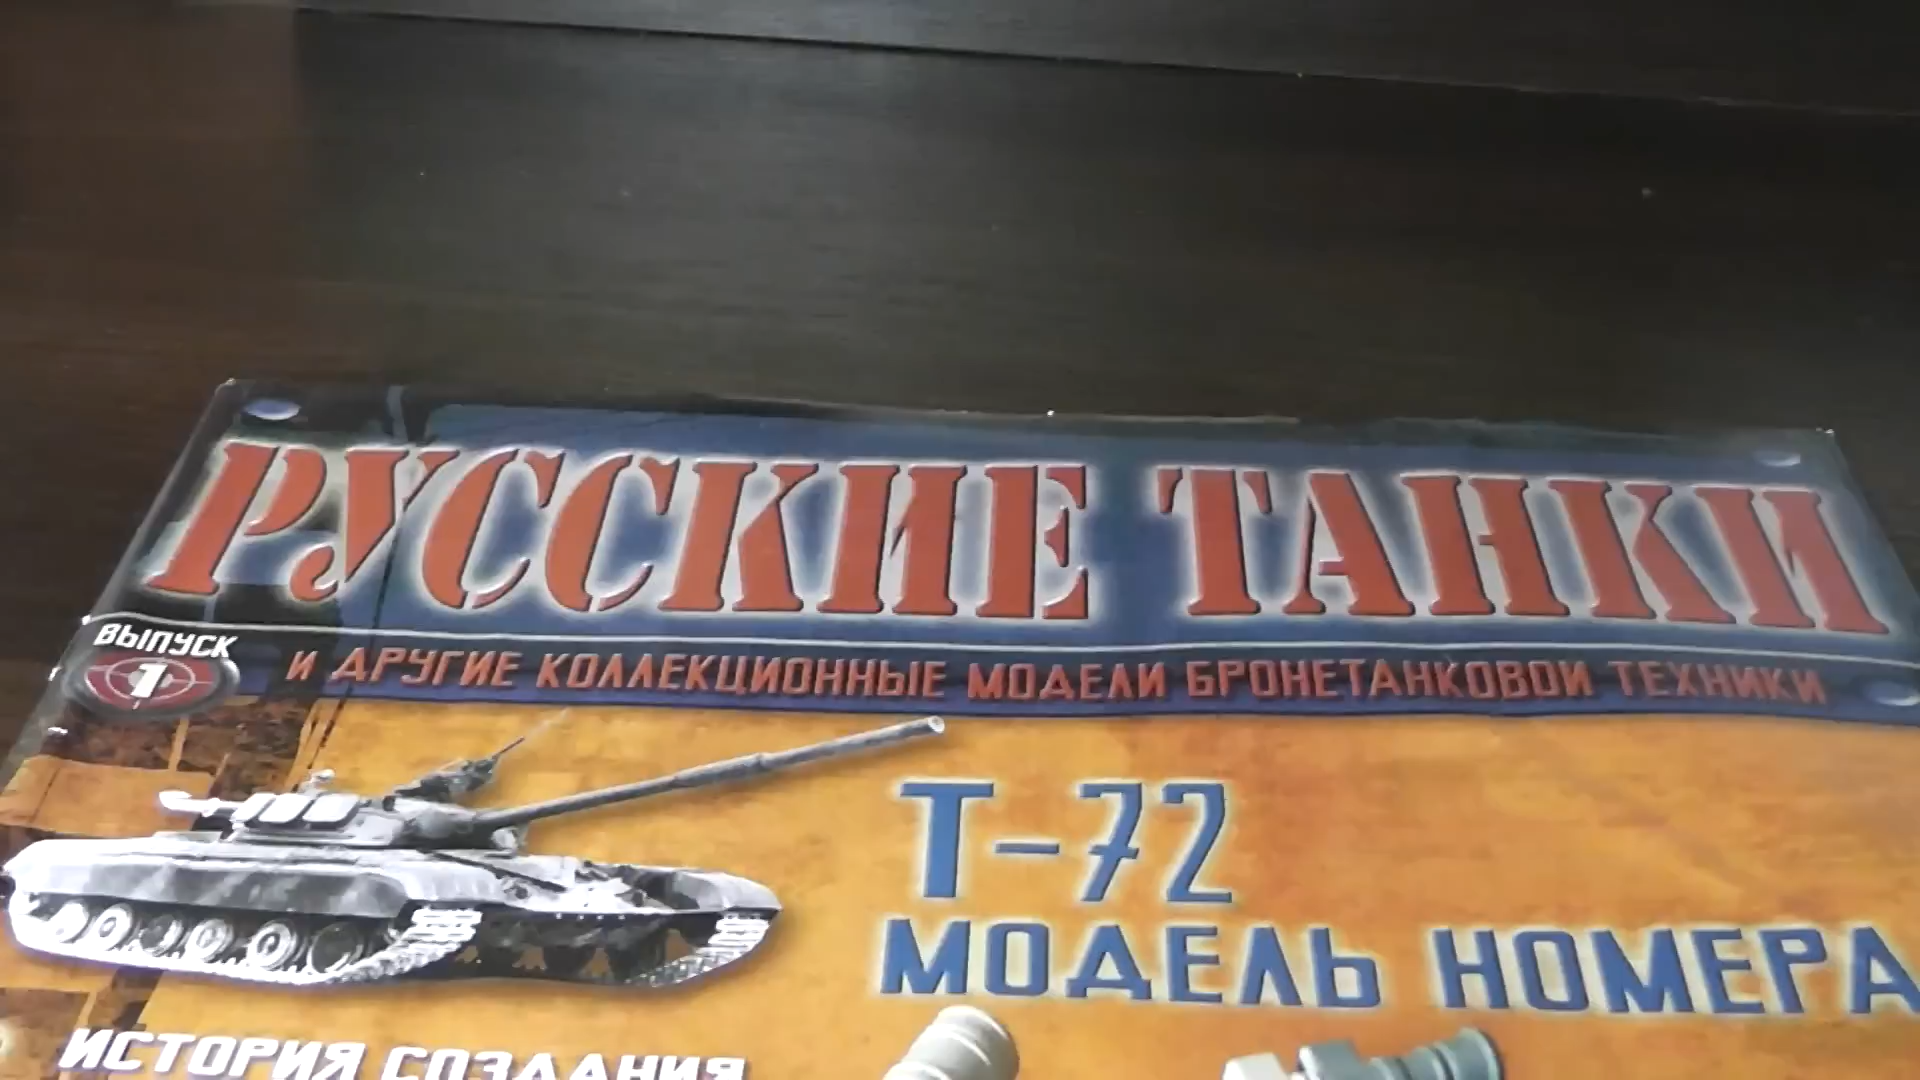 РУССКИЕ ТАНКИ
ВЫПУСК
1
И ДРУГИЕ КОЛЛЕКЦИОННЫЕ МОДЕЛИ БРОНЕТАНКОВОЙ ТЕХНИКИ
Т-72
МОДЕЛЬ НОМЕРА
ИСТОРИЯ СОЗДАНИЯ